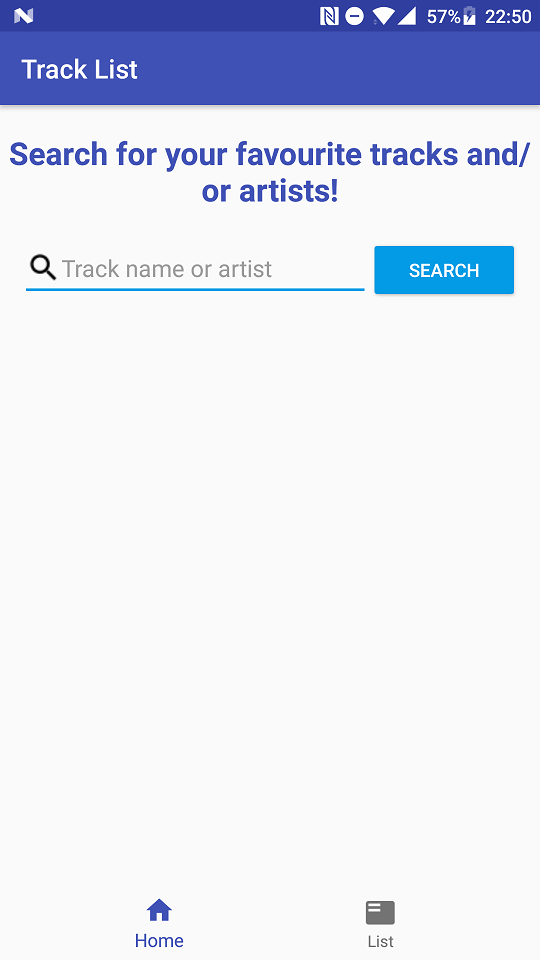 57% 22:50
Track List
Search for your favourite tracks and/
or artists!
Track name or artist
SEARCH
Home
List